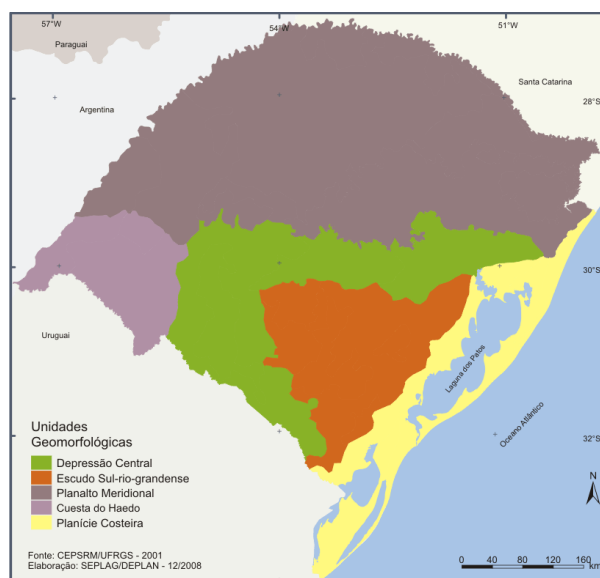 57°W
54°W
51°W
Paraguai
Santa Catarina
28°S
Argentina
30°S
Uruguai
Laguna dos Patos
Oceano Atlântico
32°S
Unidades
Geomorfológicas
Depressão Central
Escudo Sul-rio-grandense
Planalto Meridional
Cuesta do Haedo
Planície Costeira
N
Fonte: CEPSRM/UFRGS - 2001
Elaboração: SEPLAG/DEPLAN - 12/2008
0 40 80 120 160
km